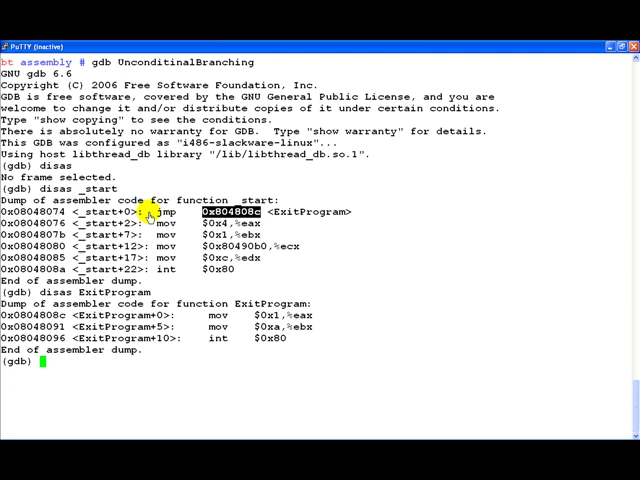 PuTTY (inactive)
bt assembly # gdb UnconditinalBranching
GNU gdb 6.6
Copyright (C) 2006 Free Software Foundation, Inc.
GDB is free software, covered by the GNU General Public License, and you are
welcome to change it and/or distribute copies of it under certain conditions.
Type "show copying" to see the conditions.
There is absolutely no warranty for GDB.  Type "show warranty" for details.
This GDB was configured as "i486-slackware-linux"...
Using host libthread_db library "/lib/libthread_db.so.1".
(gdb) disas
No frame selected.
(gdb) disas _start
Dump of assembler code for function _start:
0x08048074 <_start+0>: jmp 0x804808c <ExitProgram>
0x08048076 <_start+2>: mov $0x4,%eax
0x0804807b <_start+7>: mov $0x1,%ebx
0x08048080 <_start+12>: mov $0x80490b0,%ecx
0x08048085 <_start+17>: mov $0xc,%edx
0x0804808a <_start+22>: int $0x80
End of assembler dump.
(gdb) disas ExitProgram
Dump of assembler code for function ExitProgram:
0x0804808c <ExitProgram+0>: mov $0x1,%eax
0x08048091 <ExitProgram+5>: mov $0xa,%ebx
0x08048096 <ExitProgram+10>: int $0x80
End of assembler dump.
(gdb)